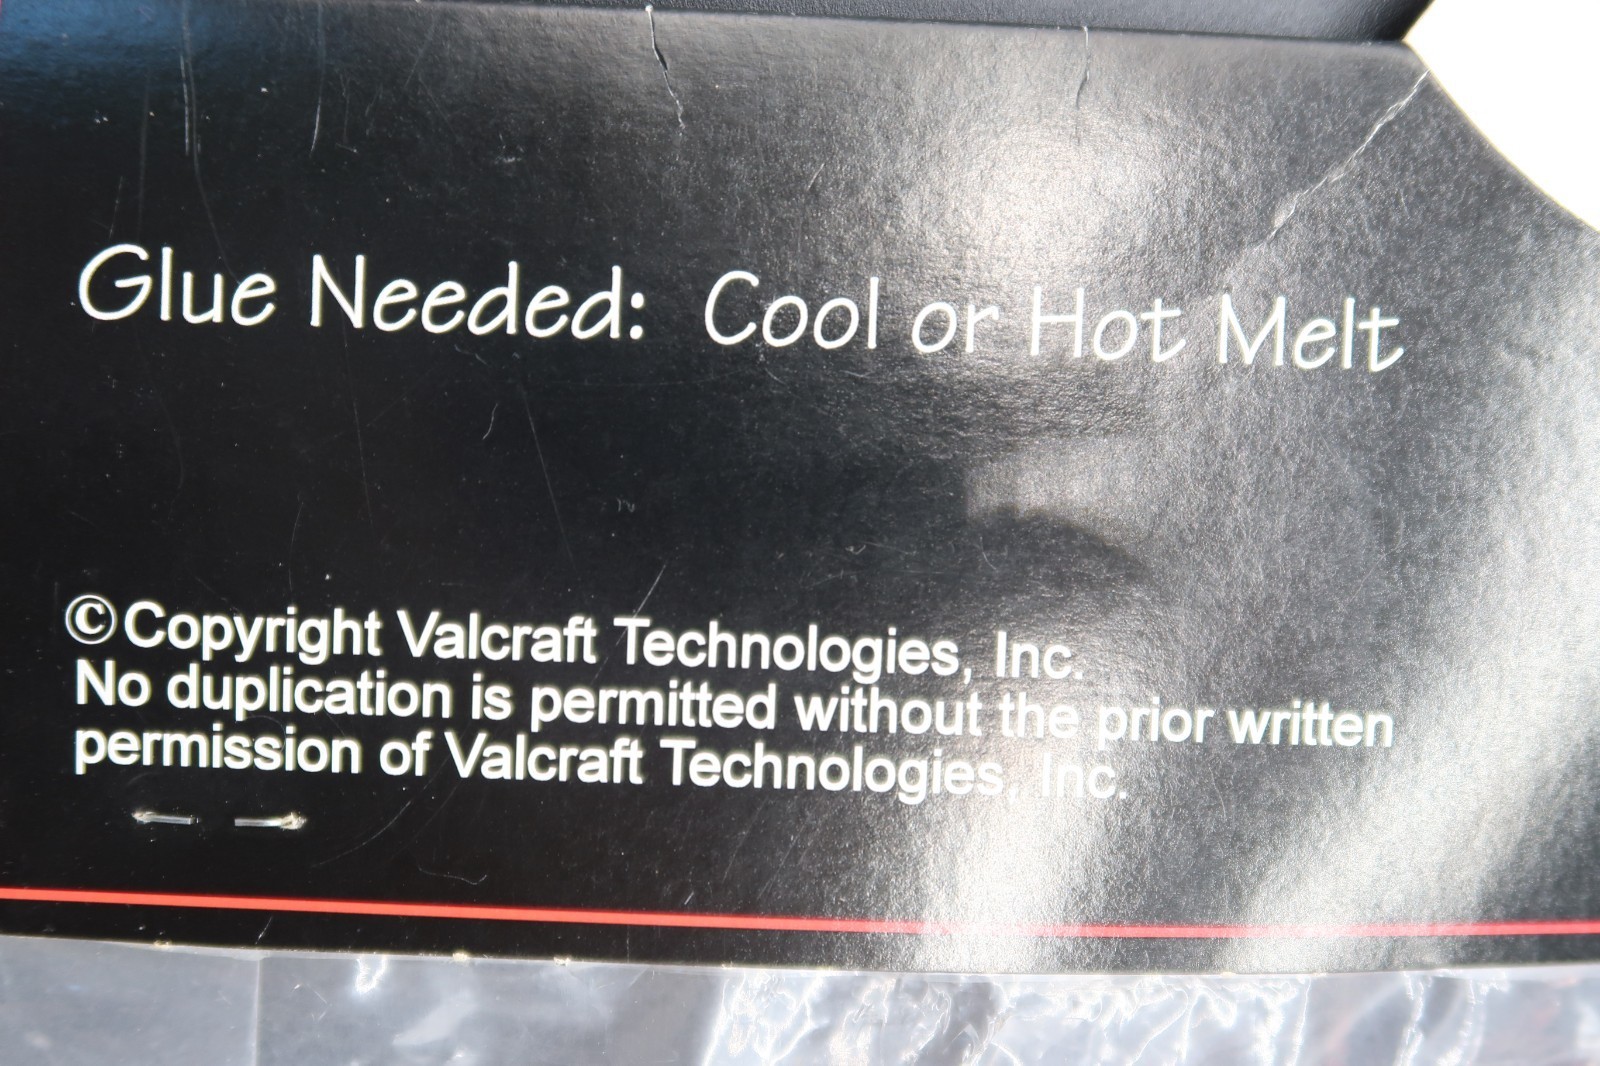 Glue Needed: Cool or Hot Melt
©Copyright Valcraft Technologies, Inc.
No duplication is permitted without the prior written
permission of Valcraft Technologies, Inc.